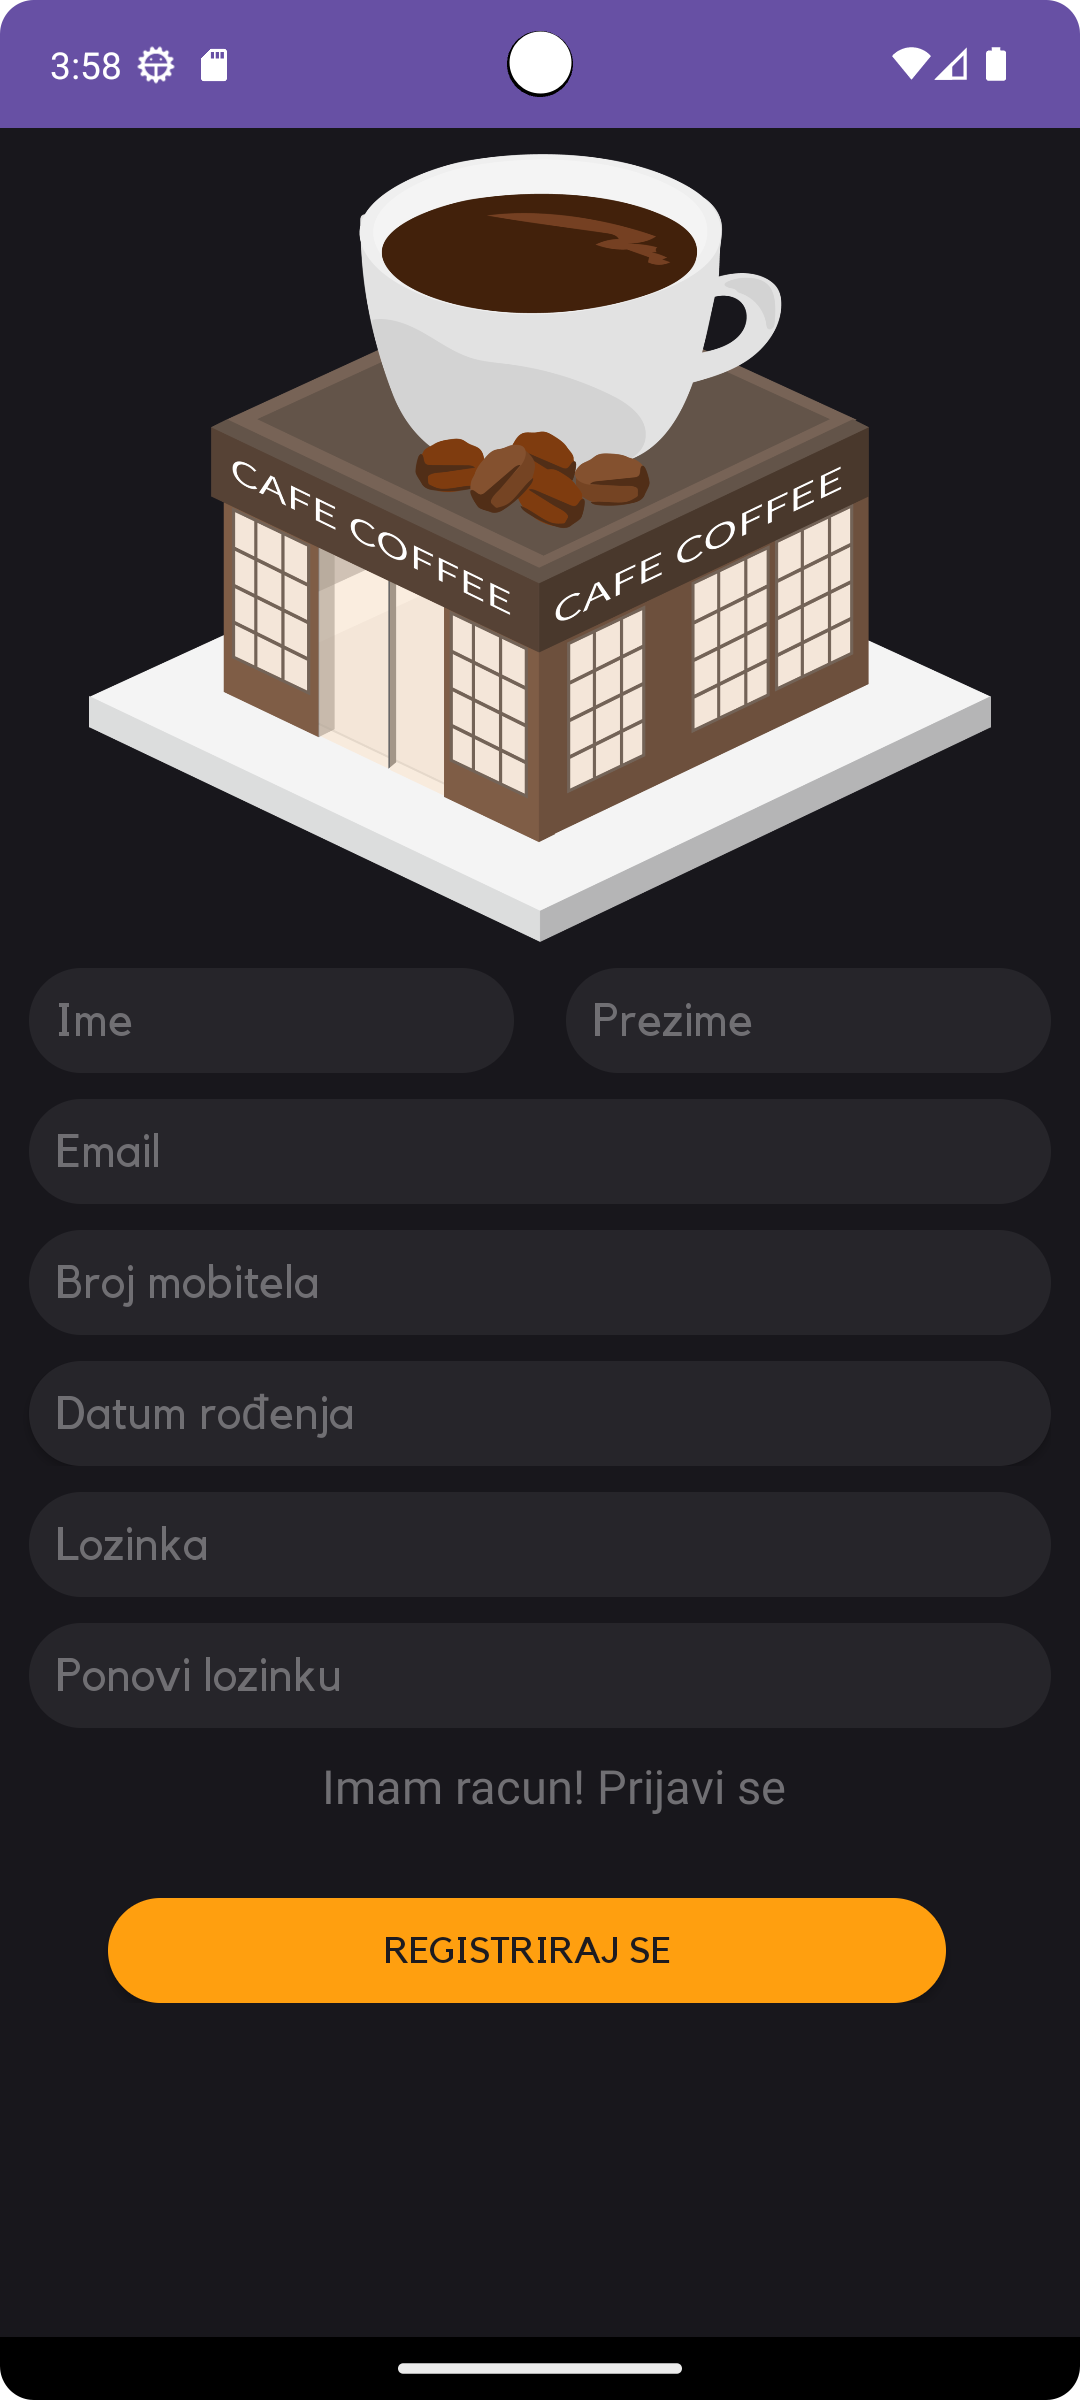 3:58
CAFE COFFEE
CAFE COFFEE
Ime
Prezime
Email
Broj mobitela
Datum rođenja
Lozinka
Ponovi lozinku
Imam racun! Prijavi se
REGISTRIRAJ SE